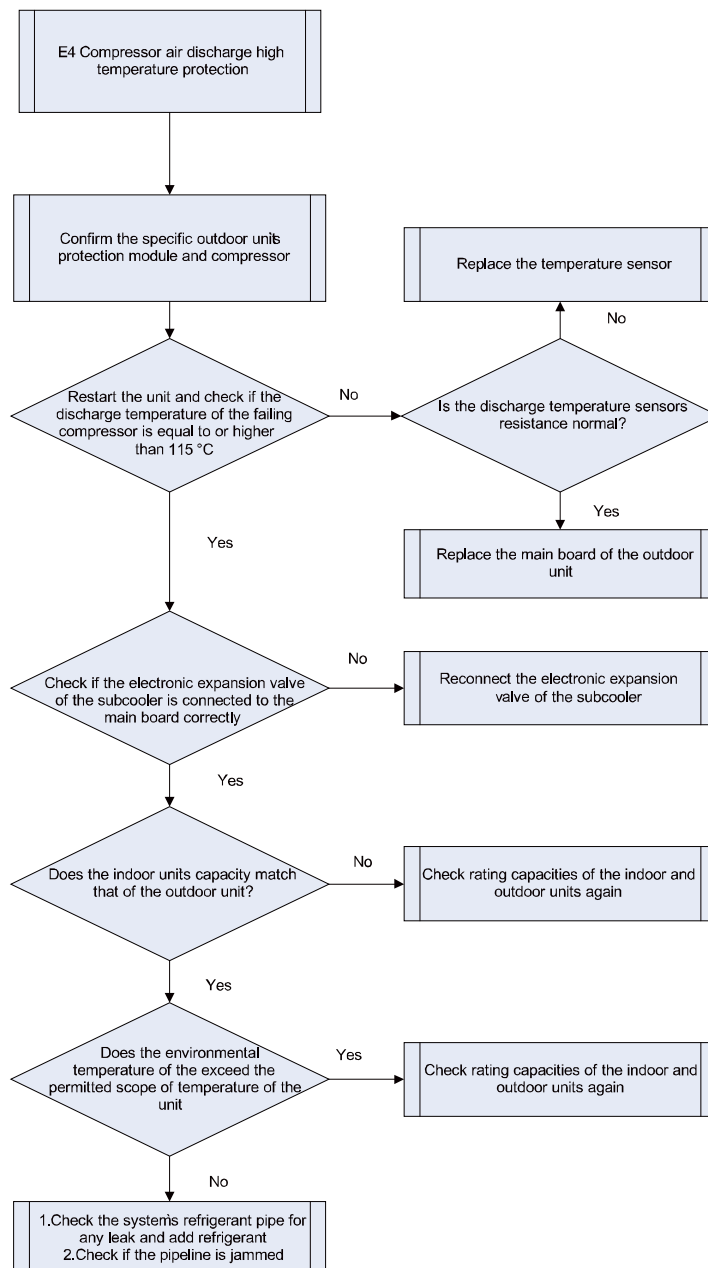 E4 Compressor air discharge high
temperature protection
Confirm the specific outdoor units
protection module and compressor
Replace the temperature sensor
No
Restart the unit and check if the
discharge temperature of the failing
compressor is equal to or higher
than 115 °C
No
Is the discharge temperature sensors
resistance normal?
Yes
Yes
Replace the main board of the outdoor
unit
Check if the electronic expansion valve
of the subcooler is connected to the
main board correctly
No
Reconnect the electronic expansion
valve of the subcooler
Yes
Does the indoor units capacity match
that of the outdoor unit?
No
Check rating capacities of the indoor and
outdoor units again
Yes
Does the environmental
temperature of the exceed the
permitted scope of temperature of the
unit
Yes
Check rating capacities of the indoor and
outdoor units again
No
1.Check the system's refrigerant pipe for
any leak and add refrigerant
2.Check if the pipeline is jammed